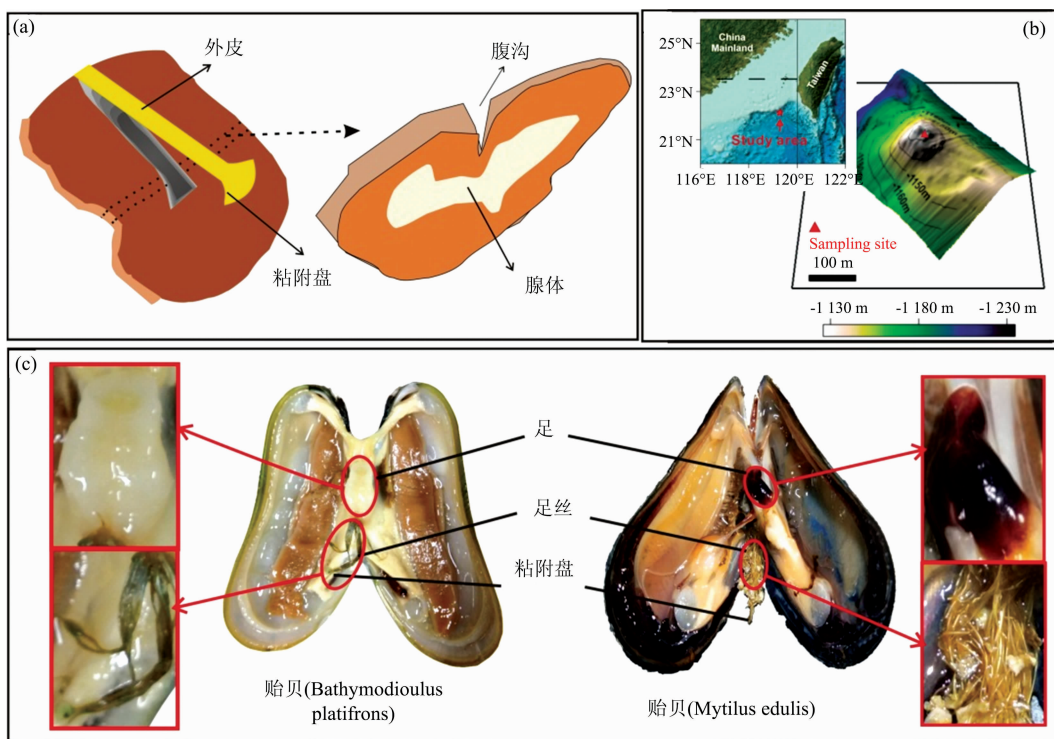 (a)
外皮
腹沟
粘附盘
腺体
(b)
25°N
23°N
21°N
China
Mainland
Taiwan
Study area
116°E
118°E
120°E
122°E
-1150m
-1160m
Sampling site
100 m
-1 130 m
-1 180 m
-1 230 m
(c)
足
足丝
粘附盘
贻贝(Bathymodioulus
platifrons)
贻贝(Mytilus edulis)